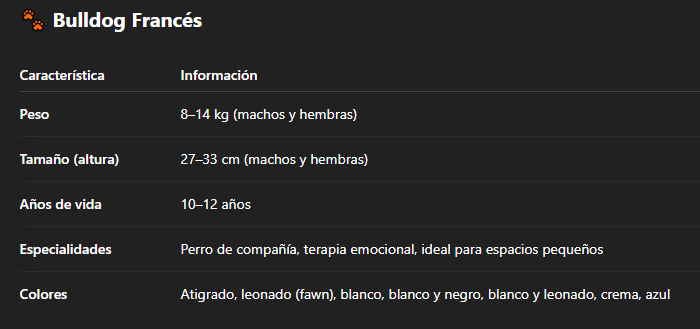 🐾 Bulldog Francés
Característica Información
Peso 8–14 kg (machos y hembras)
Tamaño (altura) 27–33 cm (machos y hembras)
Años de vida 10–12 años
Especialidades Perro de compañía, terapia emocional, ideal para espacios pequeños
Colores Atigrado, leonado (fawn), blanco, blanco y negro, blanco y leonado, crema, azul